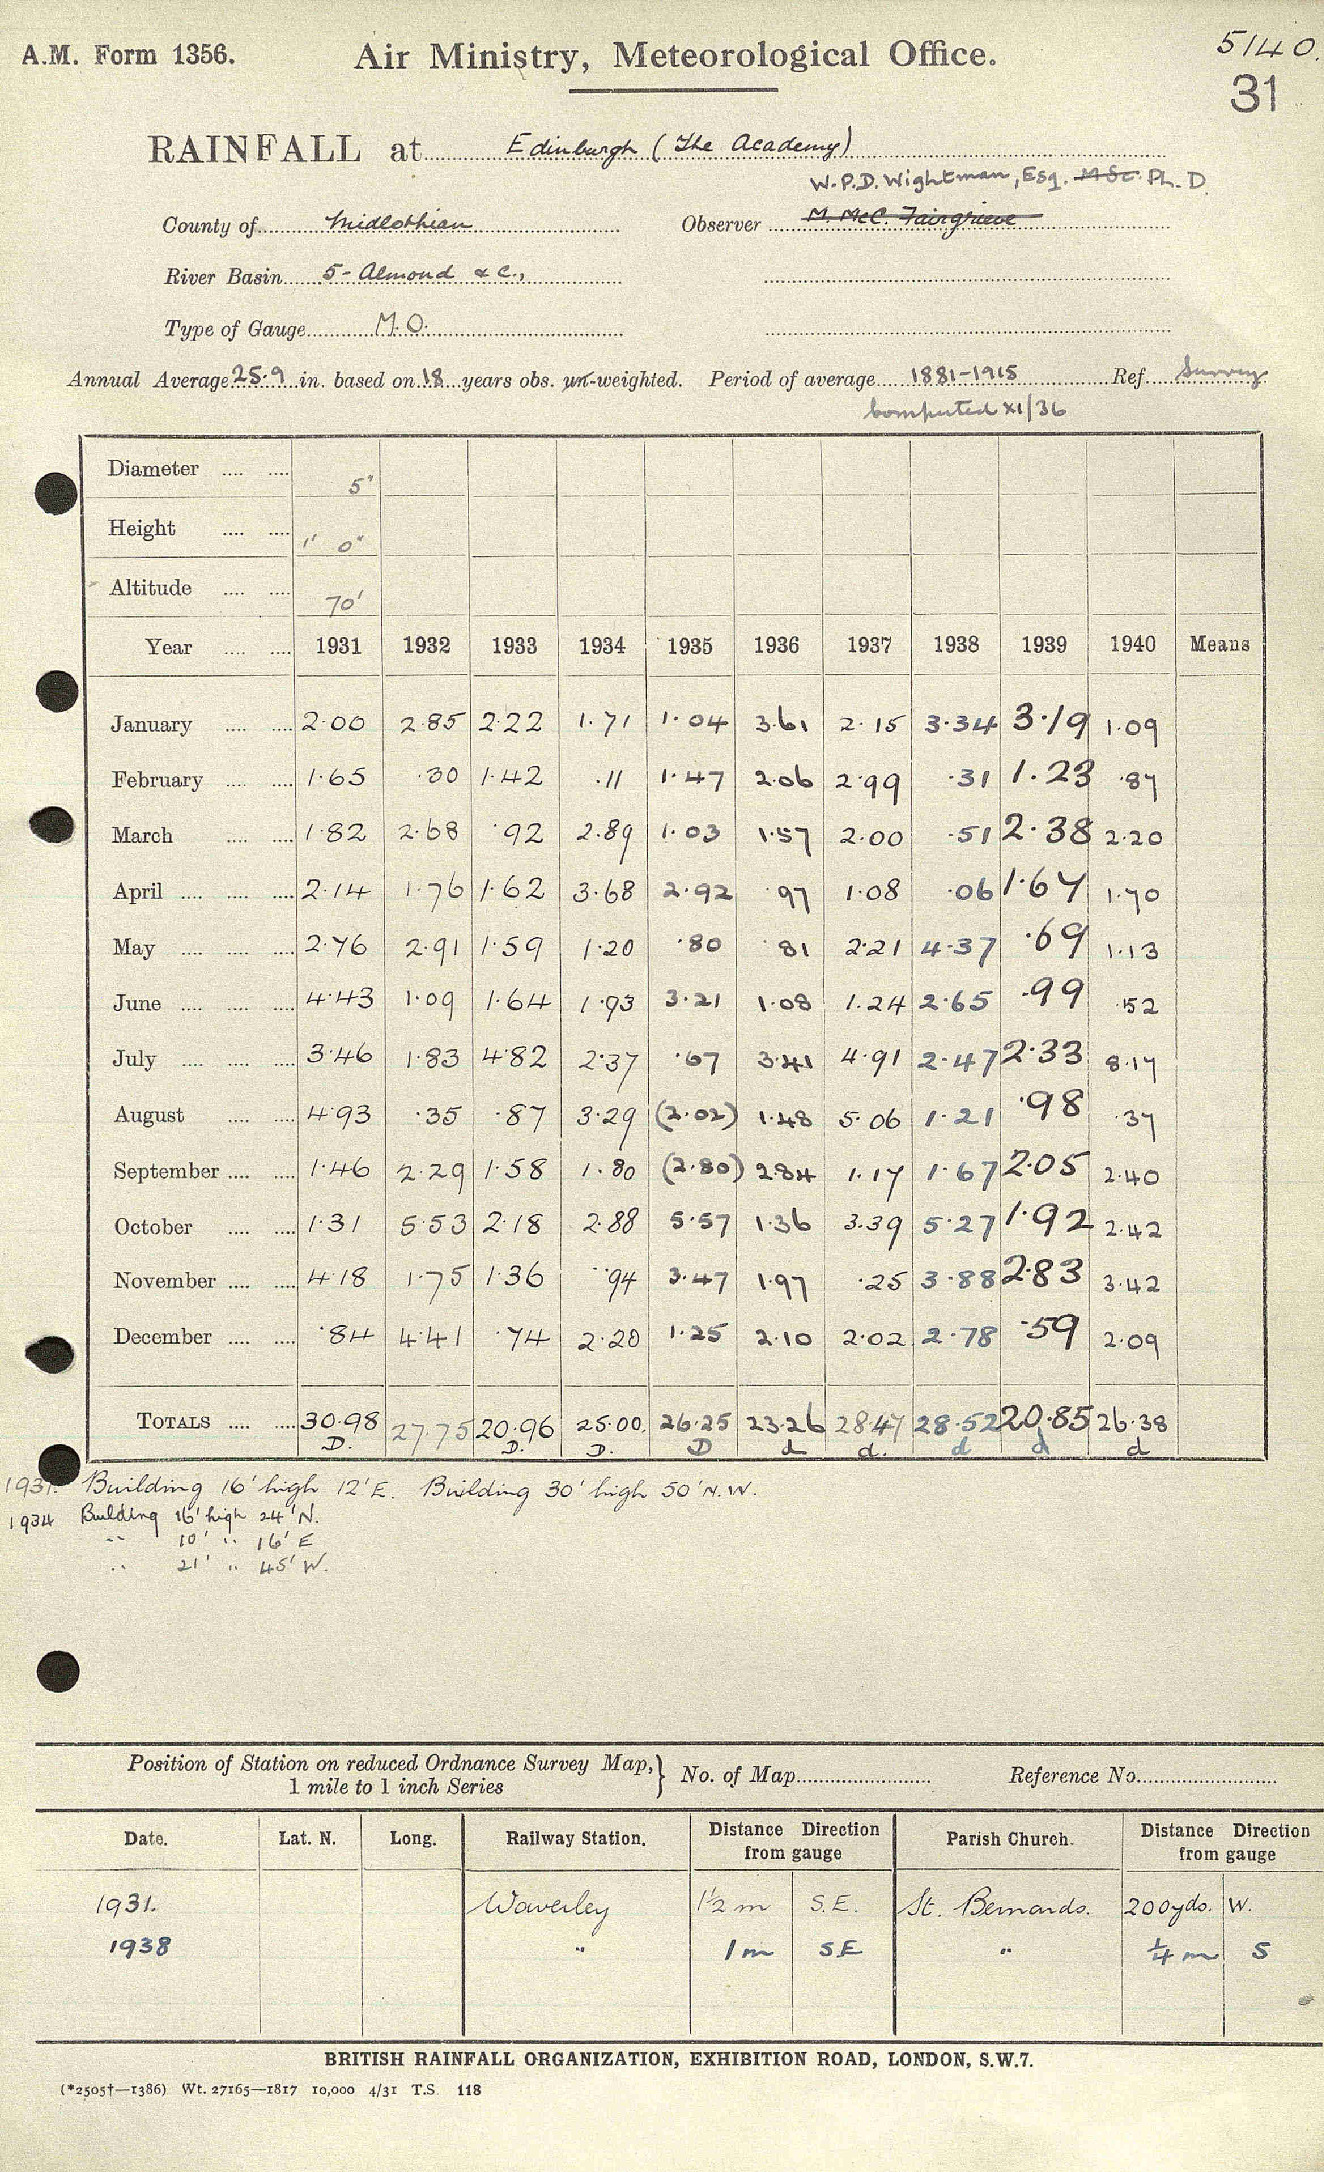 A.M. Form 1356.
Air Ministry, Meteorological Office.
5140.
31
RAINFALL at Edinburgh (The Academy)
W.P.D. Wightman, Esq. M.Sc. Ph.D
County of Midlothian Observer M. McC. Fairgrieve
River Basin 5 - Almond &c.,
Type of Gauge M.O.
Annual Average 25.9 in. based on 18 years obs. un-weighted. Period of average 1881-1915 Ref. Survey
Computed XI/36
Diameter 5"
Height 1' 0"
Altitude 70'
Year 1931 1932 1933 1934 1935 1936 1937 1938 1939 1940 Means
January 2.00 2.85 2.22 1.71 1.04 3.61 2.15 3.34 3.19 1.09
February 1.65 .30 1.42 .11 1.47 2.06 2.99 .31 1.23 .87
March 1.82 2.68 .92 2.89 1.03 1.57 2.00 .51 2.38 2.20
April 2.14 1.76 1.62 3.68 2.92 .97 1.08 .06 1.67 1.70
May 2.76 2.91 1.59 1.20 .80 .81 2.21 4.37 .69 1.13
June 4.43 1.09 1.64 1.93 3.21 1.08 1.24 2.65 .99 .52
July 3.46 1.83 4.82 2.37 .67 3.41 4.91 2.47 2.33 8.17
August 4.93 .35 .87 3.29 (2.02) 1.48 5.06 1.21 .98 .37
September 1.46 2.29 1.58 1.80 (2.80) 2.84 1.17 1.67 2.05 2.40
October 1.31 5.53 2.18 2.88 5.57 1.36 3.39 5.27 1.92 2.42
November 4.18 1.75 1.36 .94 3.47 1.97 .25 3.88 2.83 3.42
December .84 4.41 .74 2.20 1.25 2.10 2.02 2.78 .59 2.09
TOTALS 30.98 27.75 20.96 25.00 26.25 23.26 28.47 28.52 20.85 26.38
D. D. D. D d d. d d d
1931. Building 16' high 12' E. Building 30' high 50' N.W.
1934 Building 16' high 24' N.
" 10' " 16' E
" 21' " 45' W.
Position of Station on reduced Ordnance Survey Map, 1 mile to 1 inch Series } No. of Map Reference No.
Date. Lat. N. Long. Railway Station. Distance Direction from gauge Parish Church. Distance Direction from gauge
1931. Waverley 1½ m S.E. St. Bernards. 200 yds. W.
1938 " 1 m SE " ¼ m S
BRITISH RAINFALL ORGANIZATION, EXHIBITION ROAD, LONDON, S.W.7.
(*2505†—1386) Wt. 27165—1817 10,000 4/31 T.S. 118